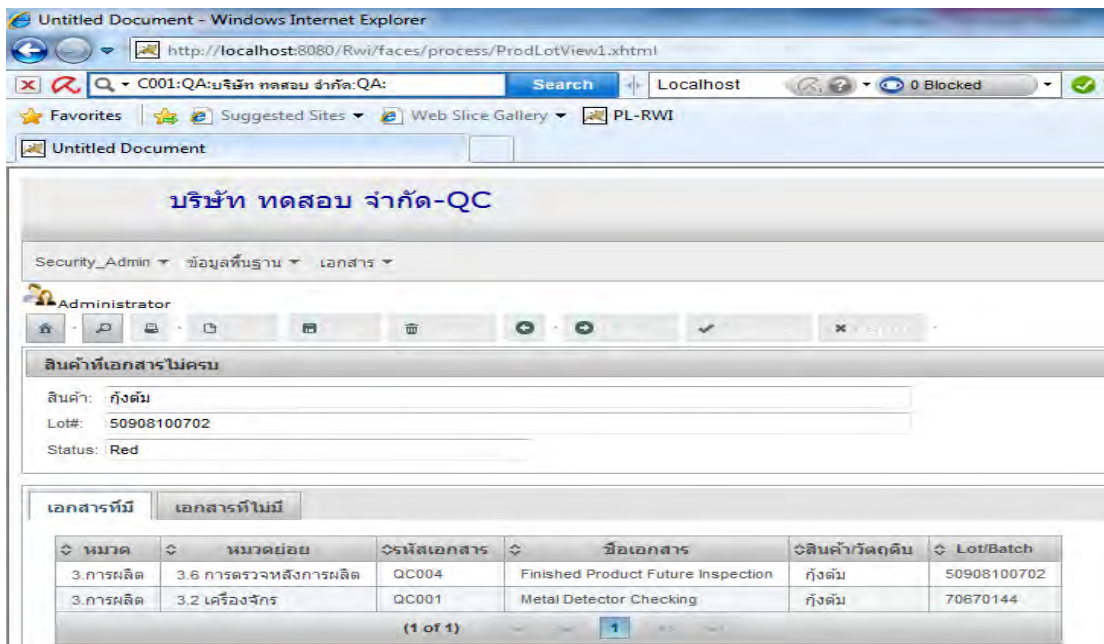 Untitled Document - Windows Internet Explorer
http://localhost:8080/Rwi/faces/process/ProdLotView1.xhtml
C001:QA:บริษัท ทดสอบ จำกัด:QA: Search Localhost 0 Blocked
Favorites Suggested Sites Web Slice Gallery PL-RWI
Untitled Document
บริษัท ทดสอบ จำกัด-QC
Security_Admin ข้อมูลพื้นฐาน เอกสาร
Administrator
สินค้าที่เอกสารไม่ครบ
สินค้า: กุ้งต้ม
Lot#: 50908100702
Status: Red
เอกสารที่มี เอกสารที่ไม่มี
หมวด หมวดย่อย รหัสเอกสาร ชื่อเอกสาร สินค้า/วัตถุดิบ Lot/Batch
3.การผลิต 3.6 การตรวจหลังการผลิต QC004 Finished Product Future Inspection กุ้งต้ม 50908100702
3.การผลิต 3.2 เครื่องจักร QC001 Metal Detector Checking กุ้งต้ม 70670144
(1 of 1) 1